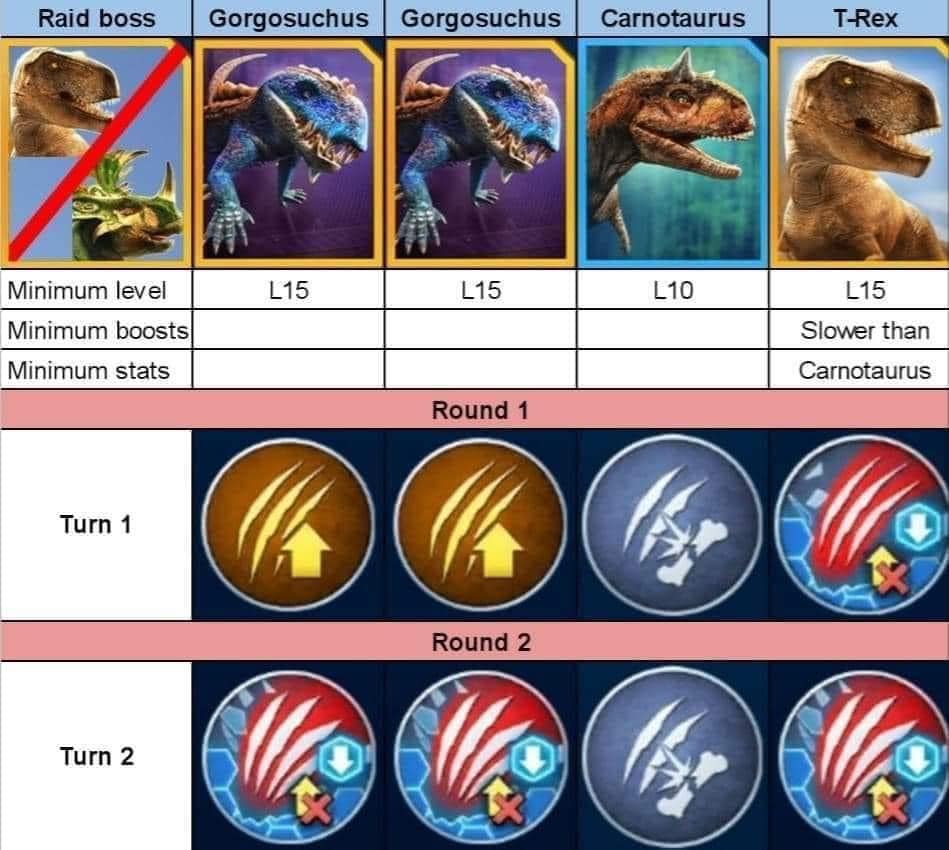 Raid boss Gorgosuchus Gorgosuchus Carnotaurus T-Rex
Minimum level L15 L15 L10 L15
Minimum boosts Slower than
Minimum stats Carnotaurus
Round 1
Turn 1
Round 2
Turn 2